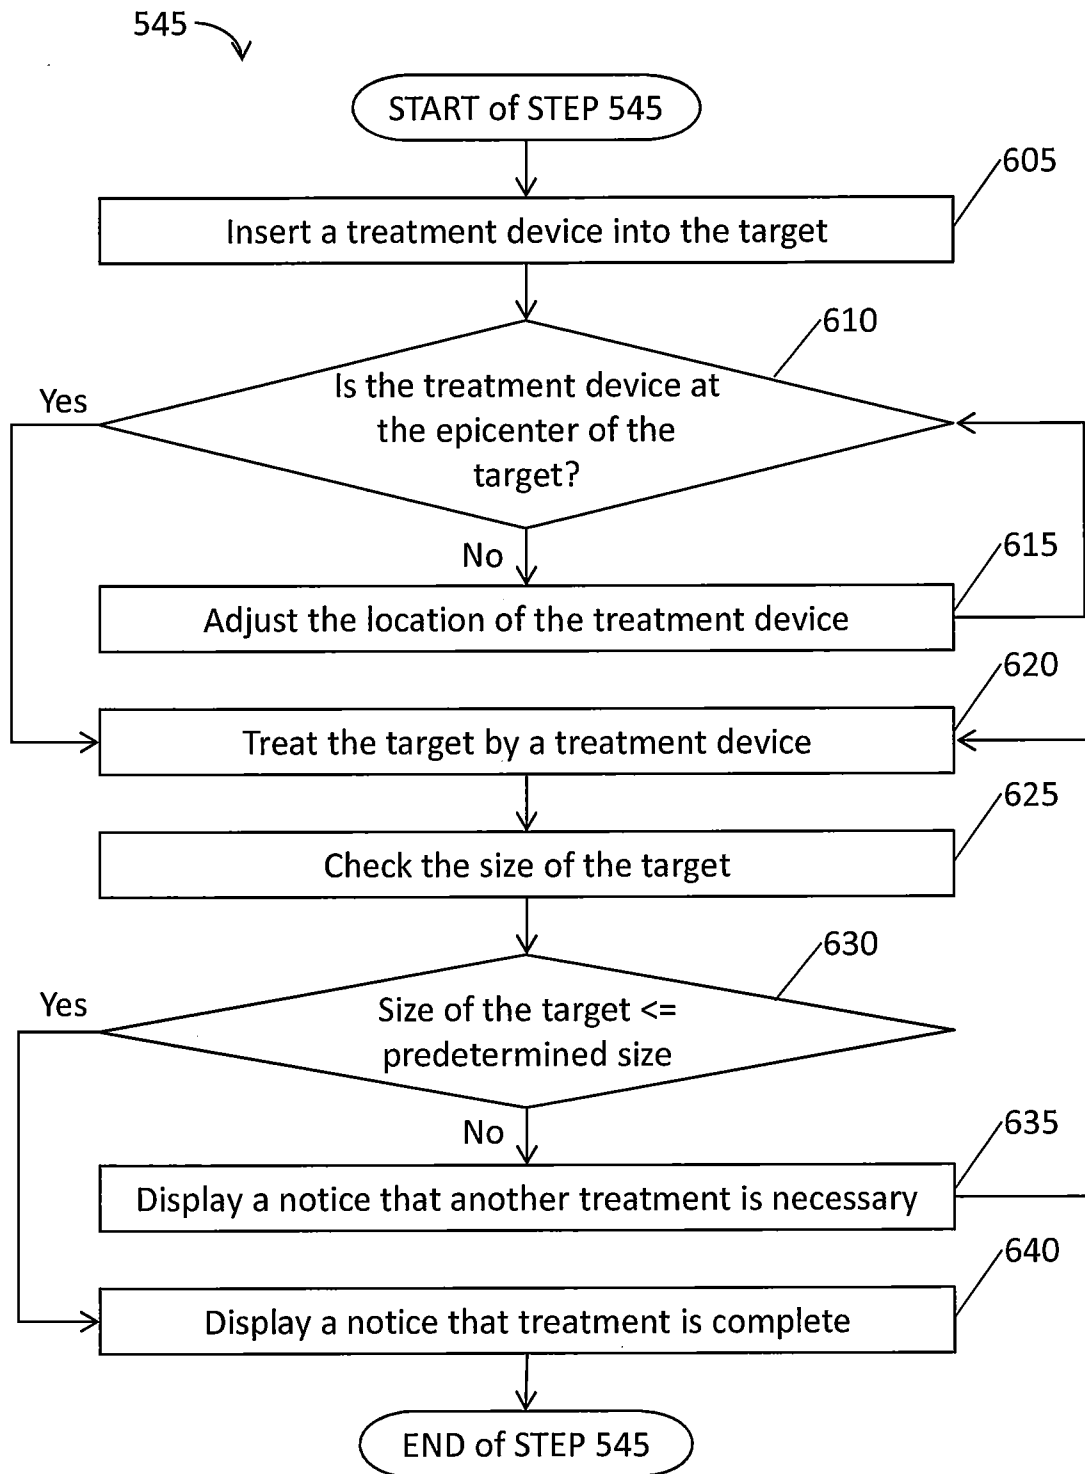 545
START of STEP 545
605
Insert a treatment device into the target
610
Is the treatment device at
Yes
the epicenter of the
target?
No
615
Adjust the location of the treatment device
620
Treat the target by a treatment device
625
Check the size of the target
630
Yes
Size of the target <=
predetermined size
No
635
Display a notice that another treatment is necessary
640
Display a notice that treatment is complete
END of STEP 545